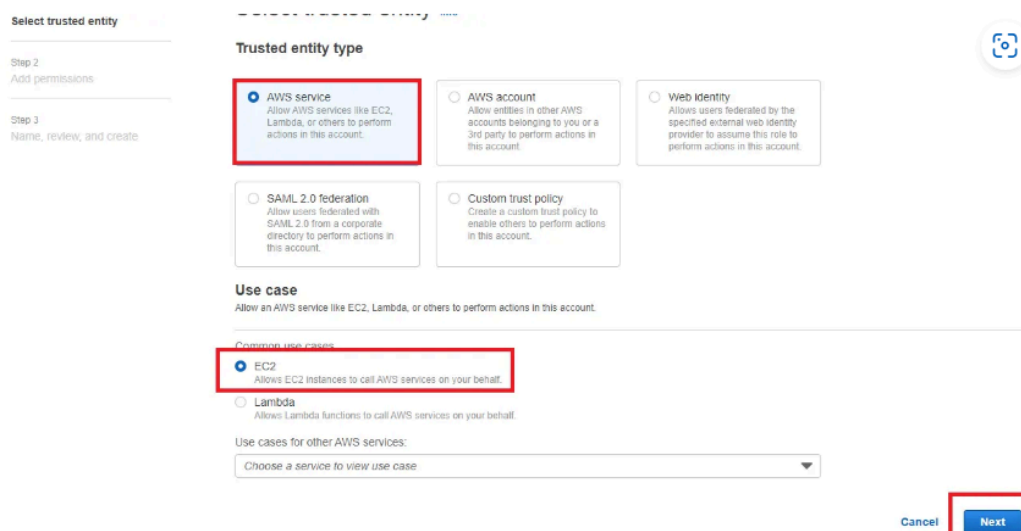 Select trusted entity
Step 2
Add permissions
Step 3
Name, review, and create
Select trusted entity
Trusted entity type
AWS service
Allow AWS services like EC2,
Lambda, or others to perform
actions in this account.
AWS account
Allow entities in other AWS
accounts belonging to you or a
3rd party to perform actions in
this account.
Web identity
Allows users federated by the
specified external web identity
provider to assume this role to
perform actions in this account.
SAML 2.0 federation
Allow users federated with
SAML 2.0 from a corporate
directory to perform actions in
this account.
Custom trust policy
Create a custom trust policy to
enable others to perform actions
in this account.
Use case
Allow an AWS service like EC2, Lambda, or others to perform actions in this account.
Common use cases
EC2
Allows EC2 instances to call AWS services on your behalf.
Lambda
Allows Lambda functions to call AWS services on your behalf.
Use cases for other AWS services:
Choose a service to view use case
Cancel
Next